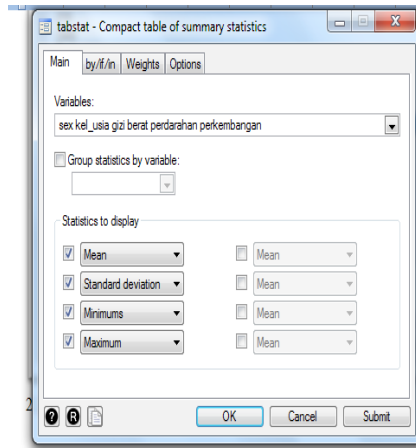 tabstat - Compact table of summary statistics
Main by/if/in Weights Options
Variables:
sex kel_usia gizi berat perdarahan perkembangan
Group statistics by variable:
Statistics to display
Mean Mean
Standard deviation Mean
Minimums Mean
Maximum Mean
2
? R OK Cancel Submit